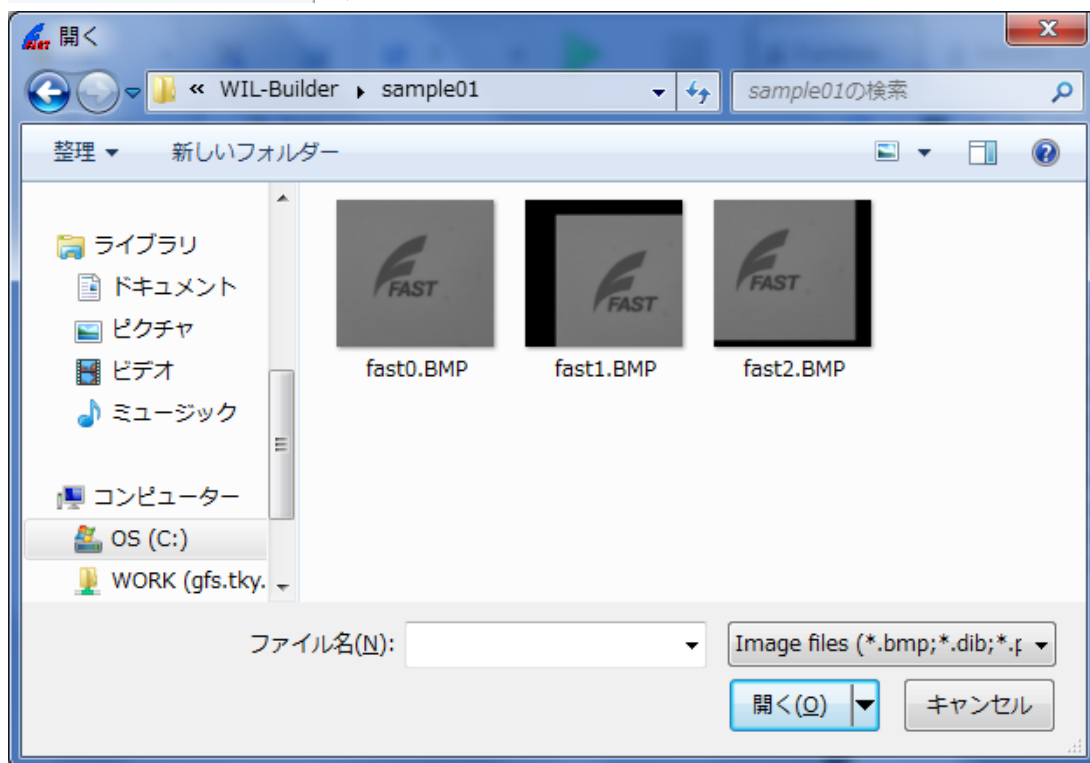 開く
« WIL-Builder ▸ sample01
sample01の検索
整理 ▼ 新しいフォルダー
ライブラリ
ドキュメント
ピクチャ
ビデオ
ミュージック
コンピューター
OS (C:)
WORK (gfs.tky.
FAST
FAST
FAST
fast0.BMP
fast1.BMP
fast2.BMP
ファイル名(N):
Image files (*.bmp;*.dib;*.p
開く(O)
キャンセル